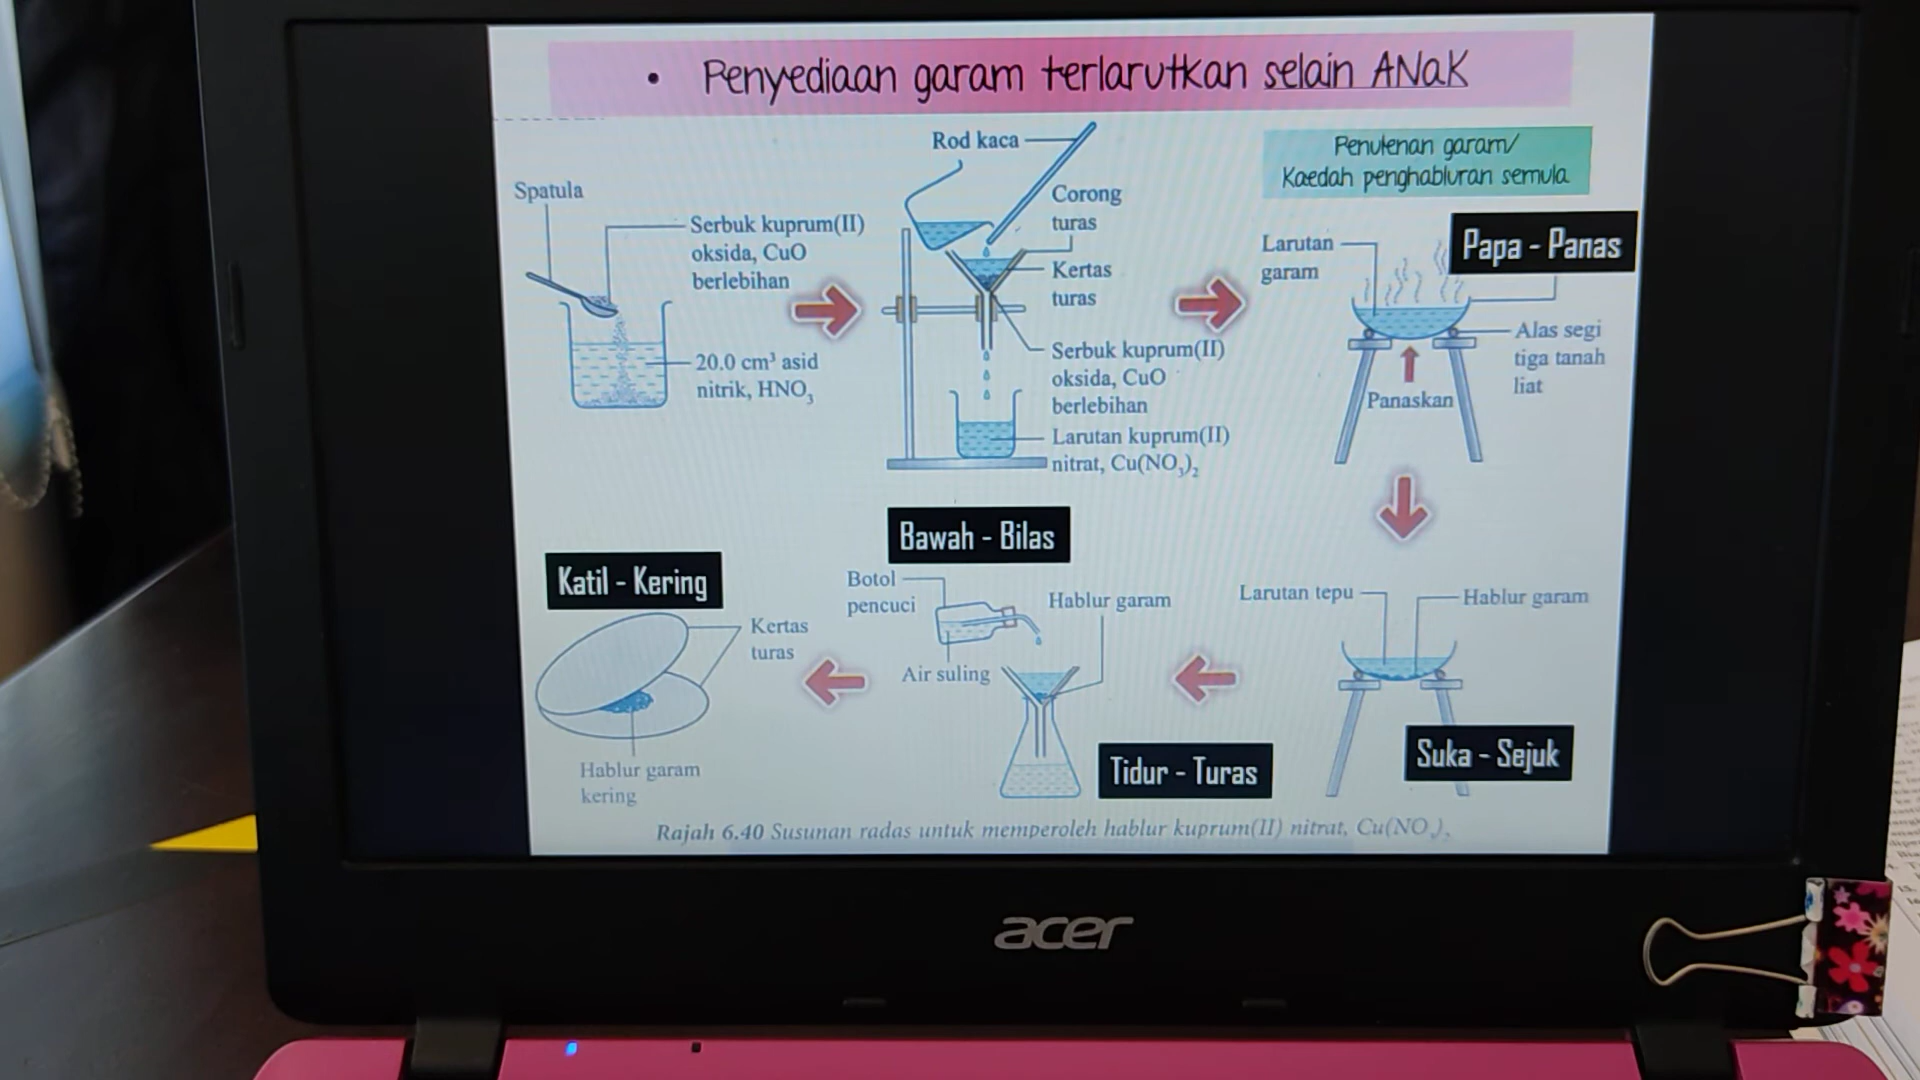 • Penyediaan garam terlarutkan selain ANaK
Spatula
Serbuk kuprum(II)
oksida, CuO
berlebihan
20.0 cm³ asid
nitrik, HNO₃
Rod kaca
Corong
turas
Kertas
turas
Serbuk kuprum(II)
oksida, CuO
berlebihan
Larutan kuprum(II)
nitrat, Cu(NO₃)₂
Penulenan garam/
Kaedah penghabluran semula
Larutan
garam
Papa - Panas
Alas segi
tiga tanah
liat
Panaskan
Larutan tepu
Hablur garam
Suka - Sejuk
Bawah - Bilas
Botol
pencuci
Hablur garam
Air suling
Tidur - Turas
Katil - Kering
Kertas
turas
Hablur garam
kering
Rajah 6.40 Susunan radas untuk memperoleh hablur kuprum(II) nitrat, Cu(NO₃)₂
acer